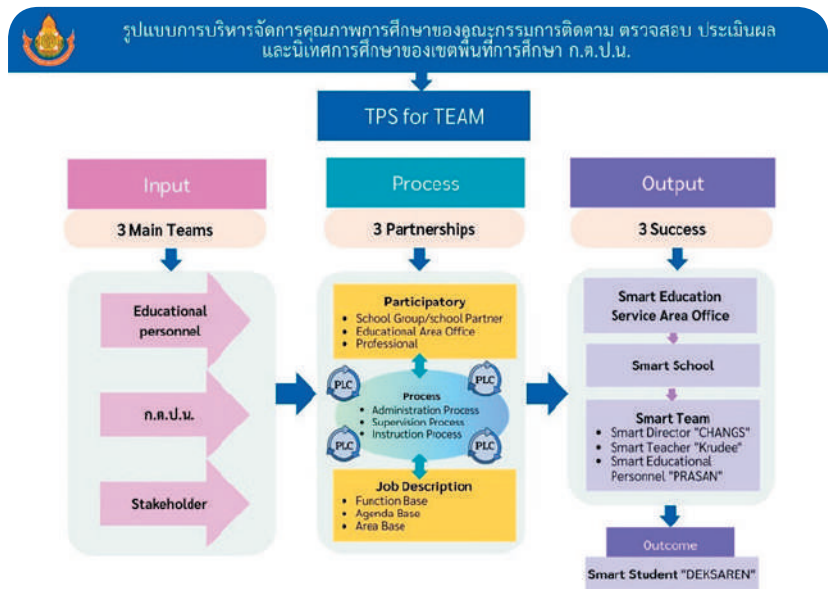 รูปแบบการบริหารจัดการคุณภาพการศึกษาของคณะกรรมการติดตาม ตรวจสอบ ประเมินผล
และนิเทศการศึกษาของเขตพื้นที่การศึกษา ก.ต.ป.น.
TPS for TEAM
Input
3 Main Teams
Educational
personnel
ก.ต.ป.น.
Stakeholder
Process
3 Partnerships
Participatory
• School Group/school Partner
• Educational Area Office
• Professional
PLC
PLC
Process
• Administration Process
• Supervision Process
• Instruction Process
PLC
PLC
Job Description
• Function Base
• Agenda Base
• Area Base
Output
3 Success
Smart Education
Service Area Office
Smart School
Smart Team
• Smart Director "CHANGS"
• Smart Teacher "Krudee"
• Smart Educational
Personnel "PRASAN"
Outcome
Smart Student "DEKSAREN"